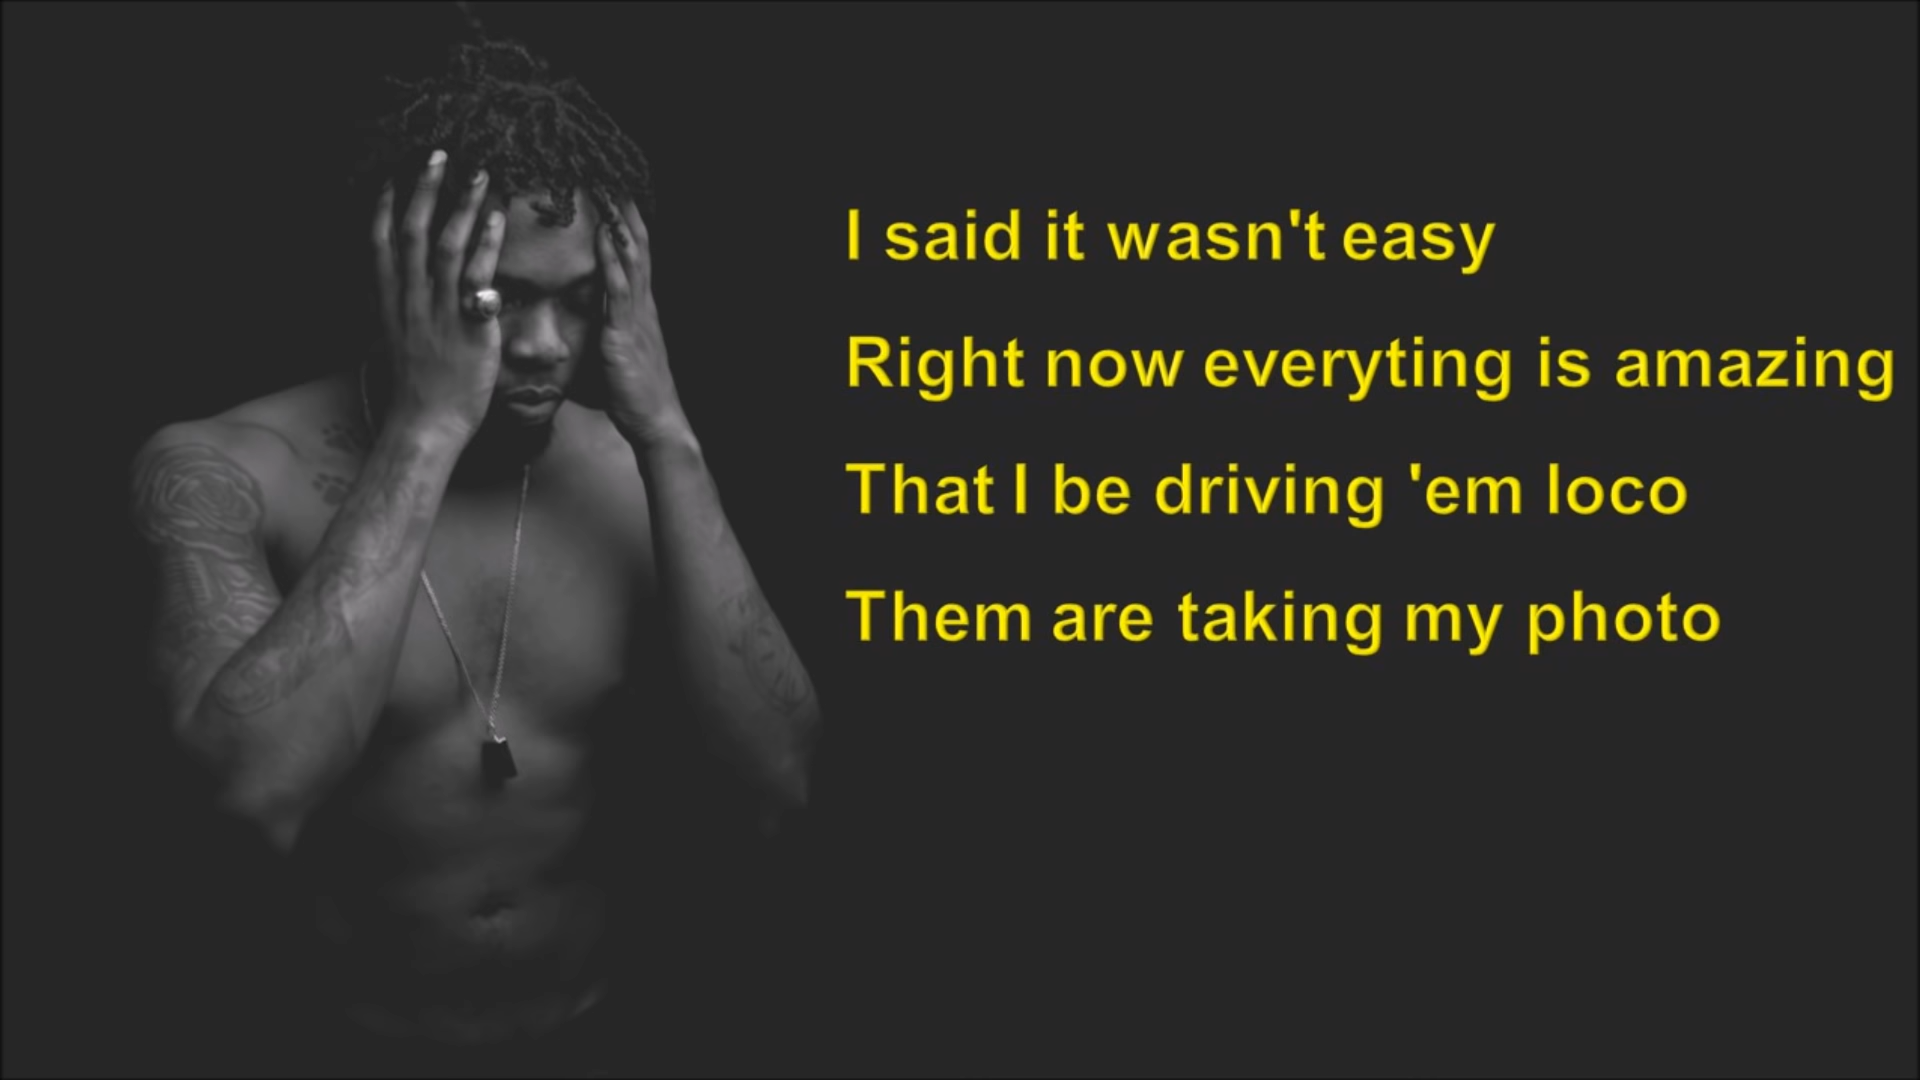 I said it wasn't easy
Right now everyting is amazing
That I be driving 'em loco
Them are taking my photo